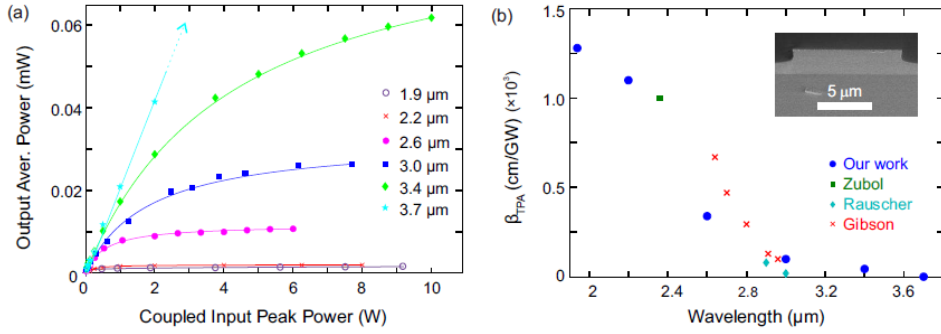 (a)
0.06
0.04
0.02
0
0
2
4
6
8
10
Output Aver. Power (mW)
Coupled Input Peak Power (W)
1.9 µm
2.2 µm
2.6 µm
3.0 µm
3.4 µm
3.7 µm
(b)
1.5
1.0
0.5
0
2
2.4
2.8
3.2
3.6
βTPA (cm/GW) (×10³)
Wavelength (µm)
5 µm
Our work
Zubol
Rauscher
Gibson